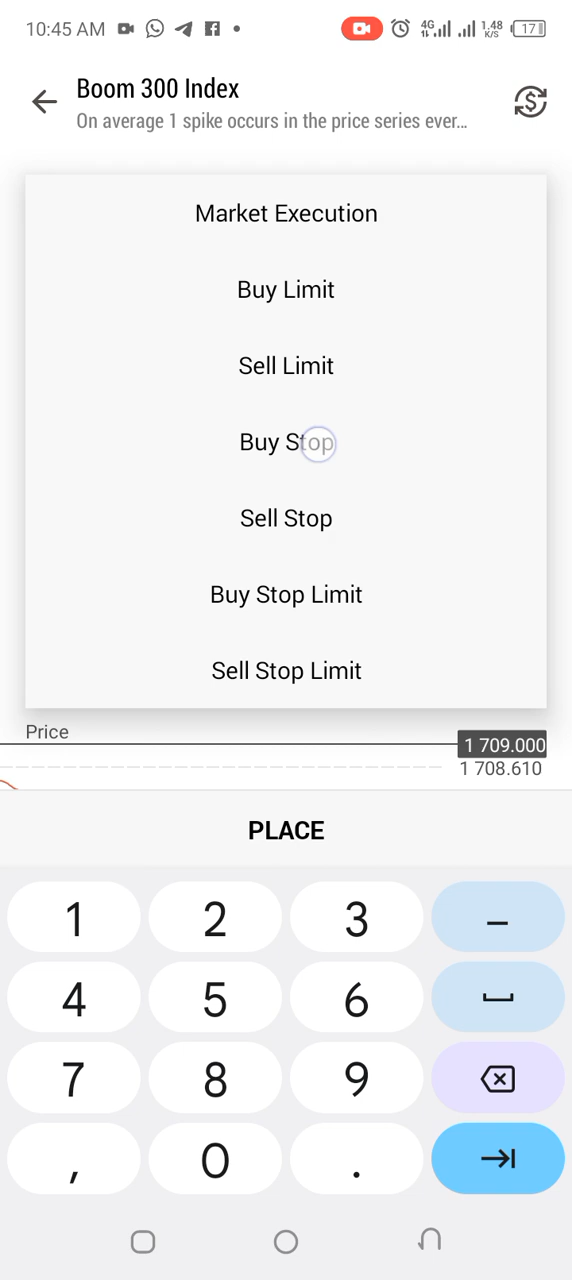 10:45 AM 4G 1.48 K/S 17
Boom 300 Index
On average 1 spike occurs in the price series ever...
Market Execution
Buy Limit
Sell Limit
Buy Stop
Sell Stop
Buy Stop Limit
Sell Stop Limit
Price
1 709.000
1 708.610
PLACE
1 2 3 –
4 5 6
7 8 9
, 0 .